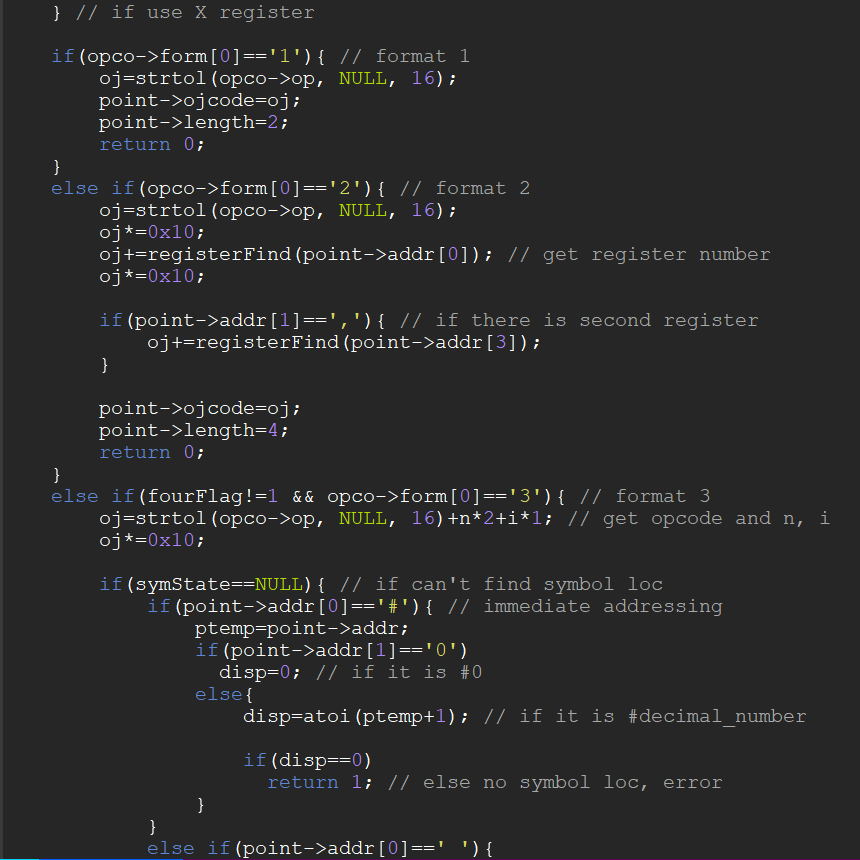 } // if use X register
if(opco->form[0]=='1'){ // format 1
oj=strtol(opco->op, NULL, 16);
point->ojcode=oj;
point->length=2;
return 0;
}
else if(opco->form[0]=='2'){ // format 2
oj=strtol(opco->op, NULL, 16);
oj*=0x10;
oj+=registerFind(point->addr[0]); // get register number
oj*=0x10;
if(point->addr[1]==','){ // if there is second register
oj+=registerFind(point->addr[3]);
}
point->ojcode=oj;
point->length=4;
return 0;
}
else if(fourFlag!=1 && opco->form[0]=='3'){ // format 3
oj=strtol(opco->op, NULL, 16)+n*2+i*1; // get opcode and n, i
oj*=0x10;
if(symState==NULL){ // if can't find symbol loc
if(point->addr[0]=='#'){ // immediate addressing
ptemp=point->addr;
if(point->addr[1]=='0')
disp=0; // if it is #0
else{
disp=atoi(ptemp+1); // if it is #decimal_number
if(disp==0)
return 1; // else no symbol loc, error
}
}
else if(point->addr[0]==' '){